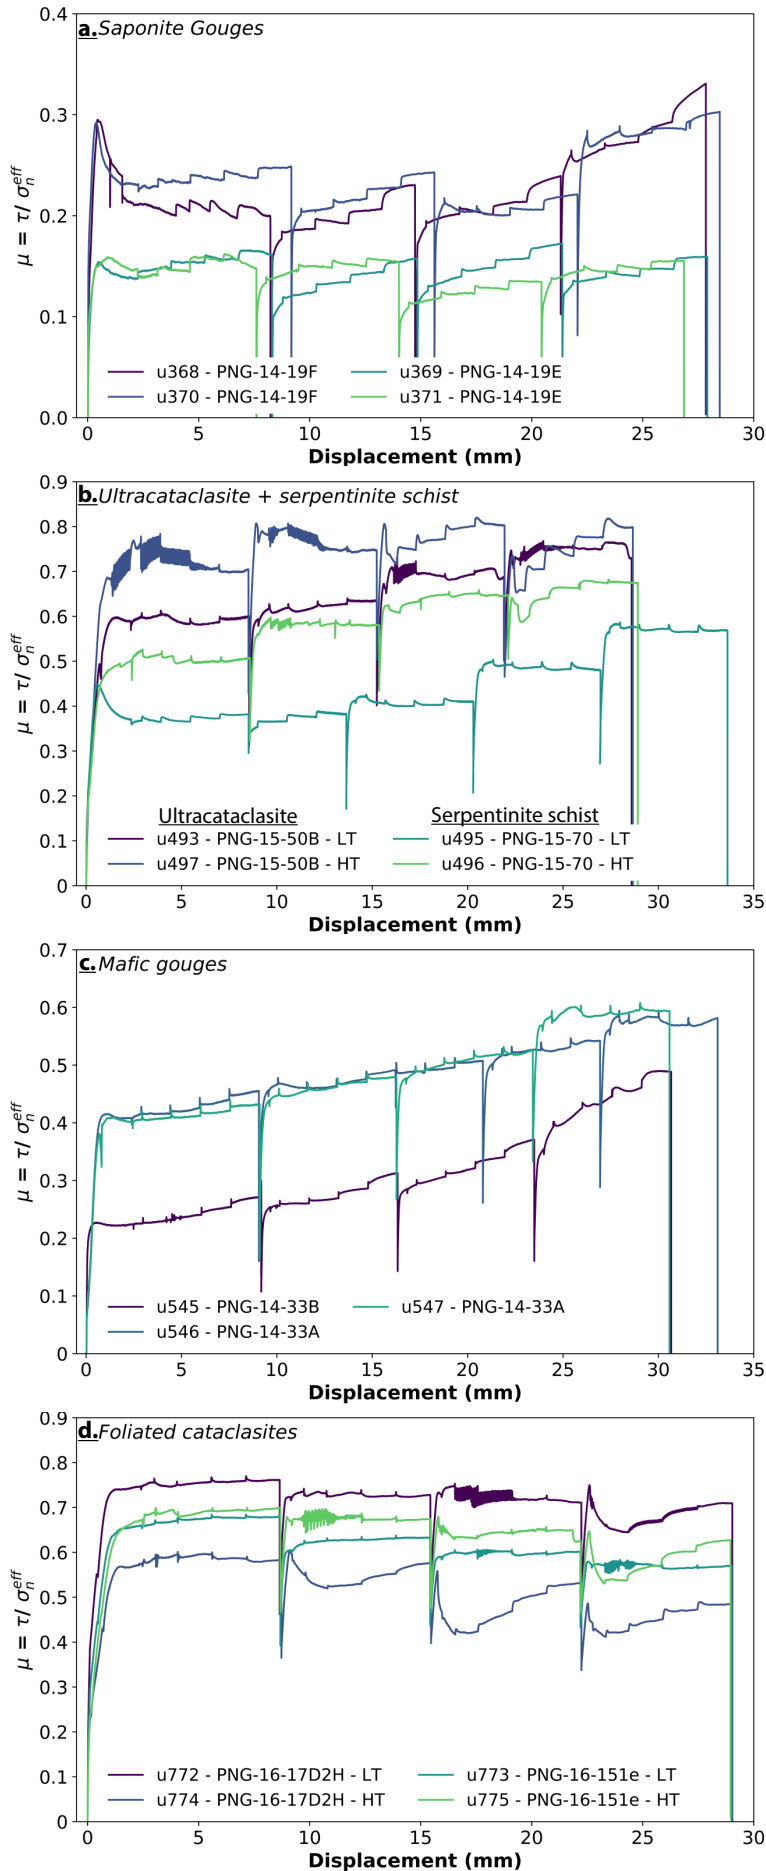 a. Saponite Gouges
0.4
0.3
0.2
0.1
0.0
μ = τ/ σₙᵉᶠᶠ
u368 - PNG-14-19F
u369 - PNG-14-19E
u370 - PNG-14-19F
u371 - PNG-14-19E
0 5 10 15 20 25 30
Displacement (mm)
b. Ultracataclasite + serpentinite schist
0.9
0.8
0.7
0.6
0.5
0.4
0.3
0.2
0.1
0
μ = τ/ σₙᵉᶠᶠ
Ultracataclasite
Serpentinite schist
u493 - PNG-15-50B - LT
u495 - PNG-15-70 - LT
u497 - PNG-15-50B - HT
u496 - PNG-15-70 - HT
0 5 10 15 20 25 30 35
Displacement (mm)
c. Mafic gouges
0.7
0.6
0.5
0.4
0.3
0.2
0.1
0
μ = τ/ σₙᵉᶠᶠ
u545 - PNG-14-33B
u547 - PNG-14-33A
u546 - PNG-14-33A
0 5 10 15 20 25 30 35
Displacement (mm)
d. Foliated cataclasites
0.9
0.8
0.7
0.6
0.5
0.4
0.3
0.2
0.1
0
μ = τ/ σₙᵉᶠᶠ
u772 - PNG-16-17D2H - LT
u773 - PNG-16-151e - LT
u774 - PNG-16-17D2H - HT
u775 - PNG-16-151e - HT
0 5 10 15 20 25 30
Displacement (mm)